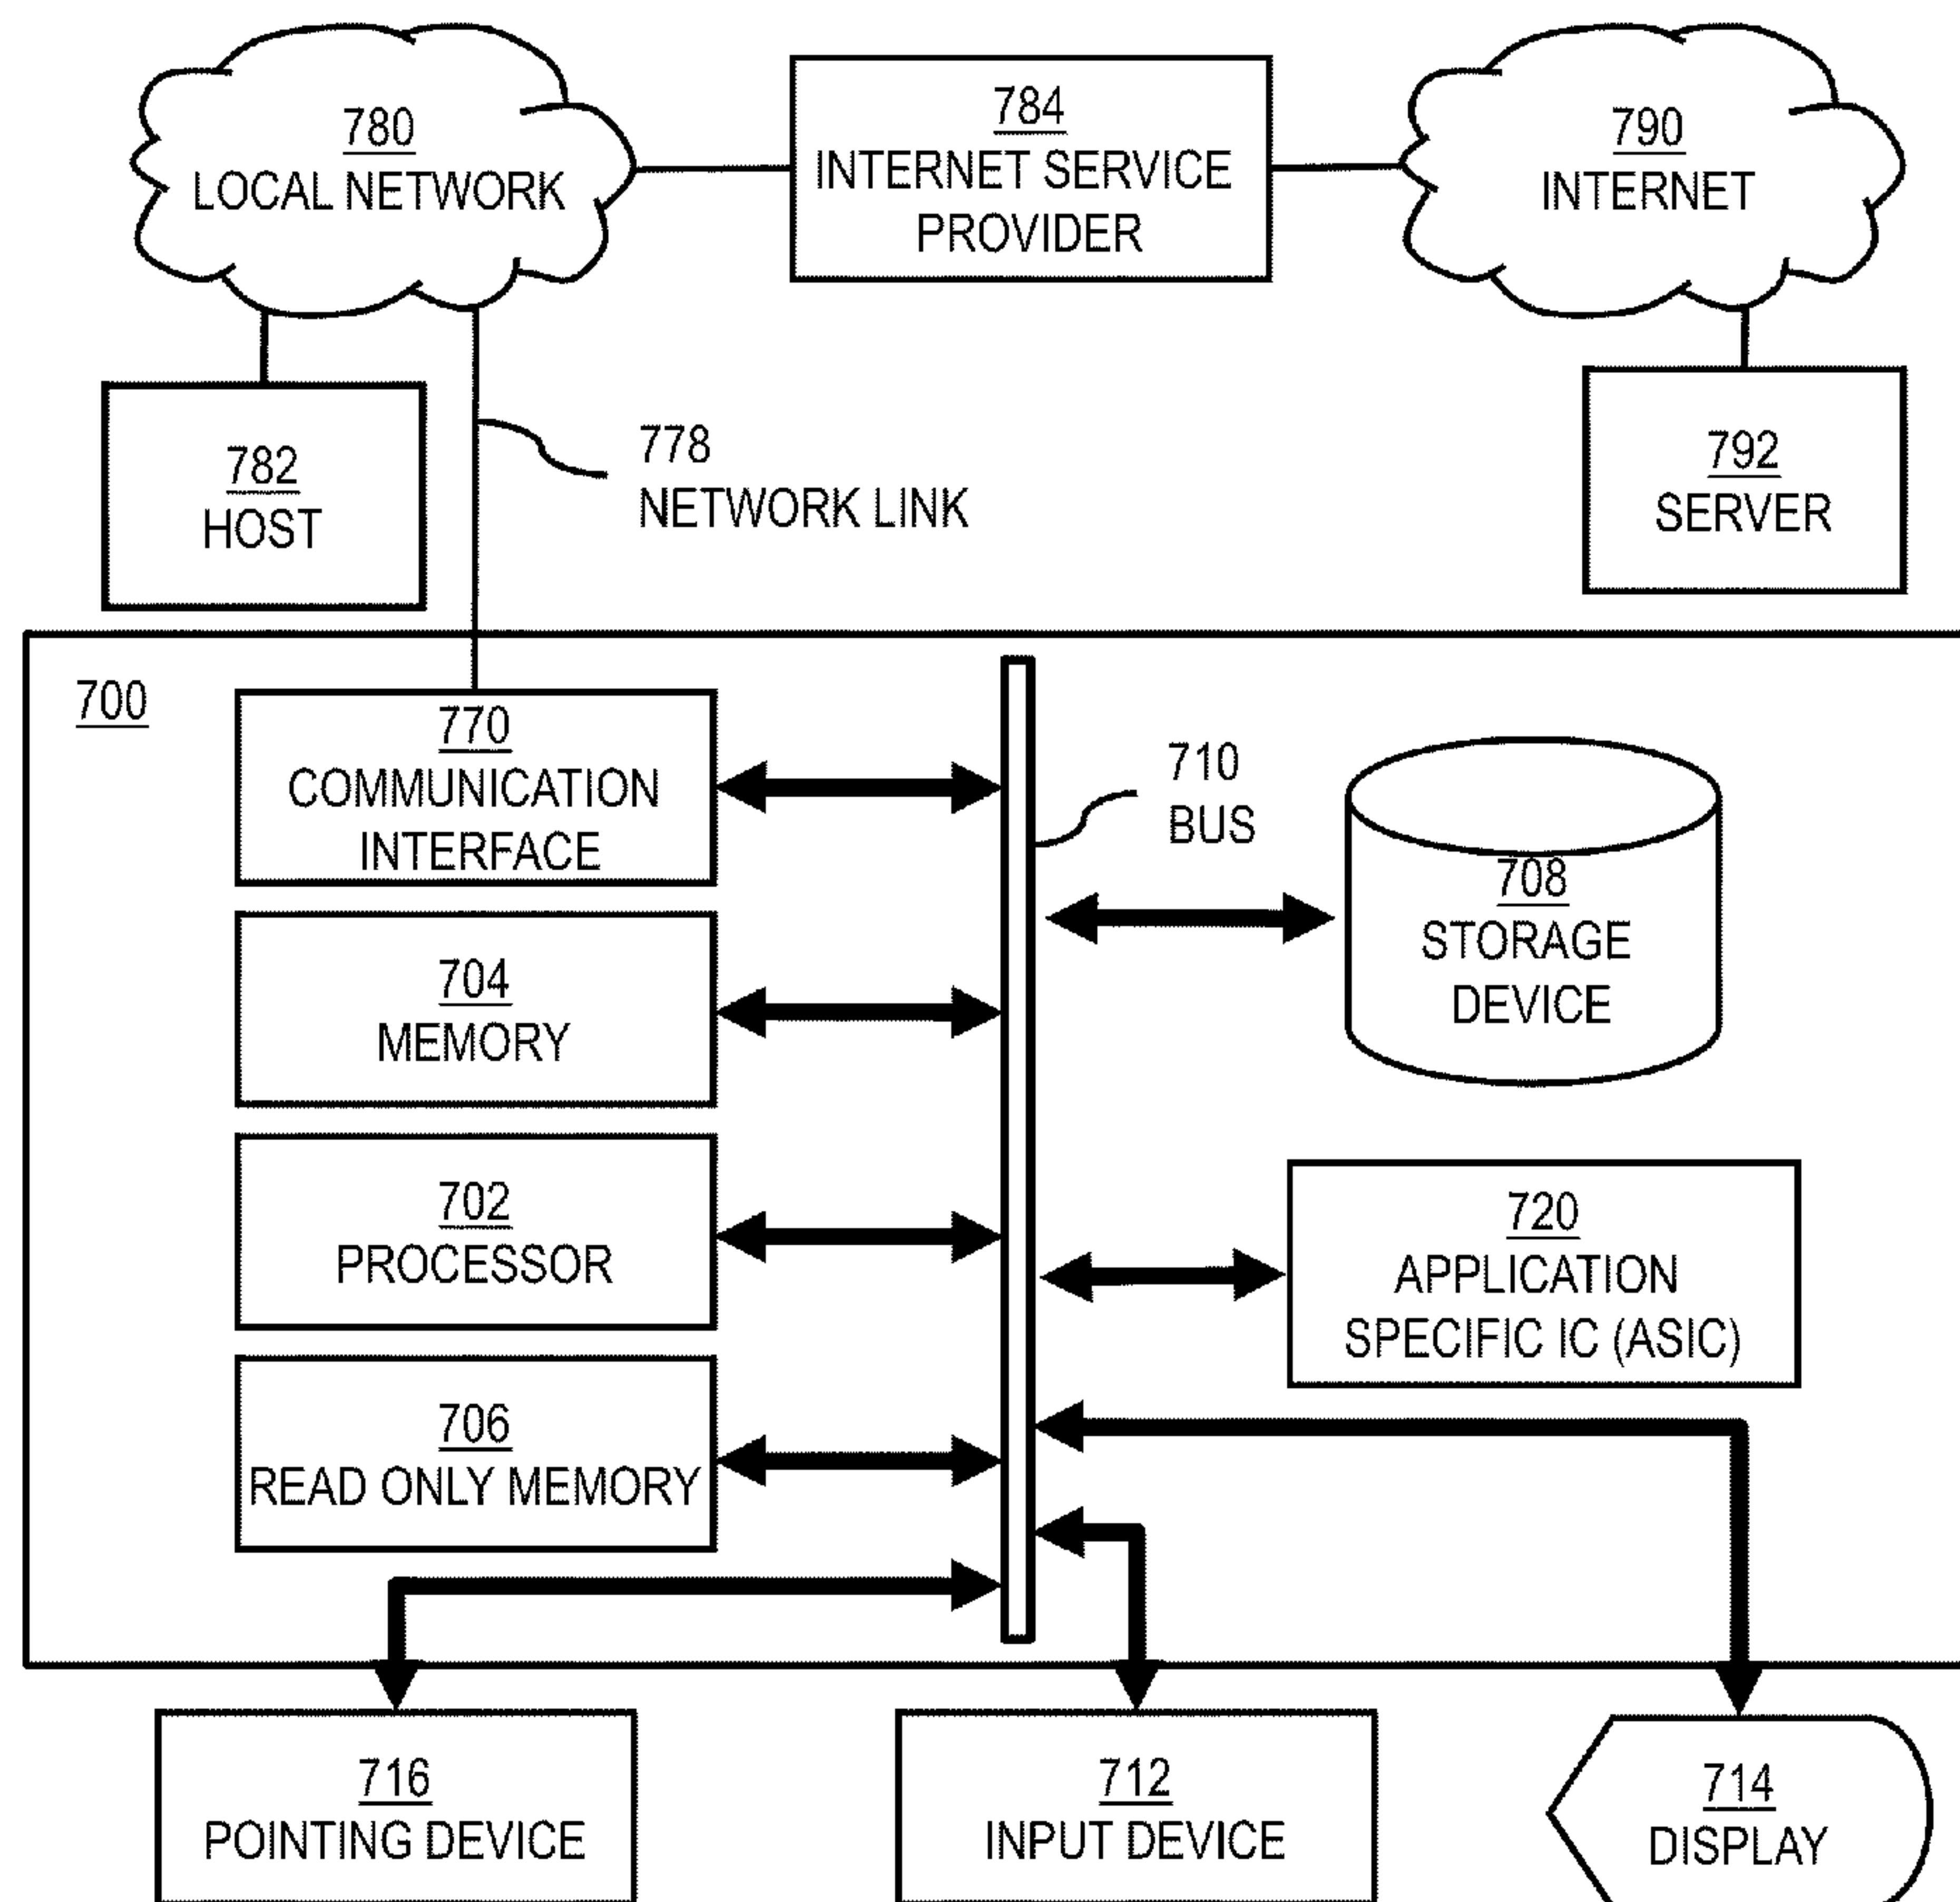 780
LOCAL NETWORK
784
INTERNET SERVICE
PROVIDER
790
INTERNET
782
HOST
778
NETWORK LINK
792
SERVER
700
770
COMMUNICATION
INTERFACE
710
BUS
708
STORAGE
DEVICE
704
MEMORY
702
PROCESSOR
720
APPLICATION
SPECIFIC IC (ASIC)
706
READ ONLY MEMORY
716
POINTING DEVICE
712
INPUT DEVICE
714
DISPLAY